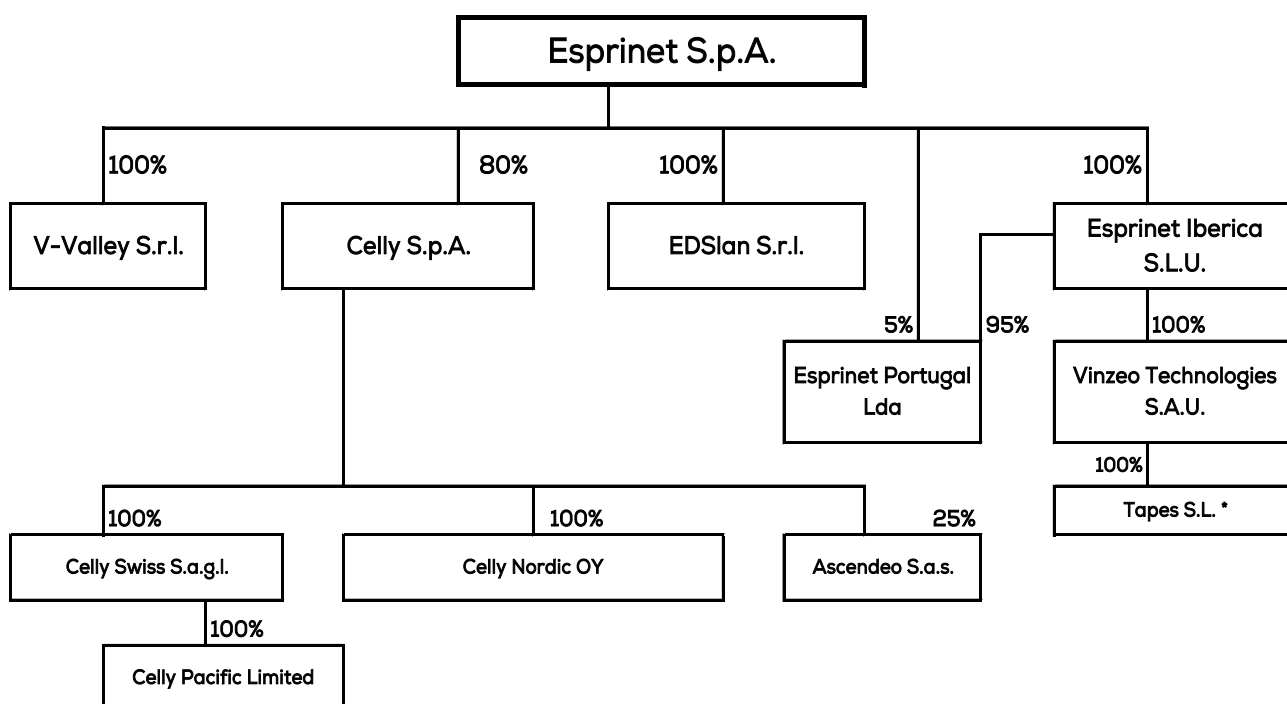 Esprinet S.p.A.
100%
80%
100%
100%
V-Valley S.r.l.
Celly S.p.A.
EDSlan S.r.l.
Esprinet Iberica
S.L.U.
5%
95%
100%
Esprinet Portugal
Lda
Vinzeo Technologies
S.A.U.
100%
Tapes S.L. *
100%
100%
25%
Celly Swiss S.a.g.l.
Celly Nordic OY
Ascendeo S.a.s.
100%
Celly Pacific Limited